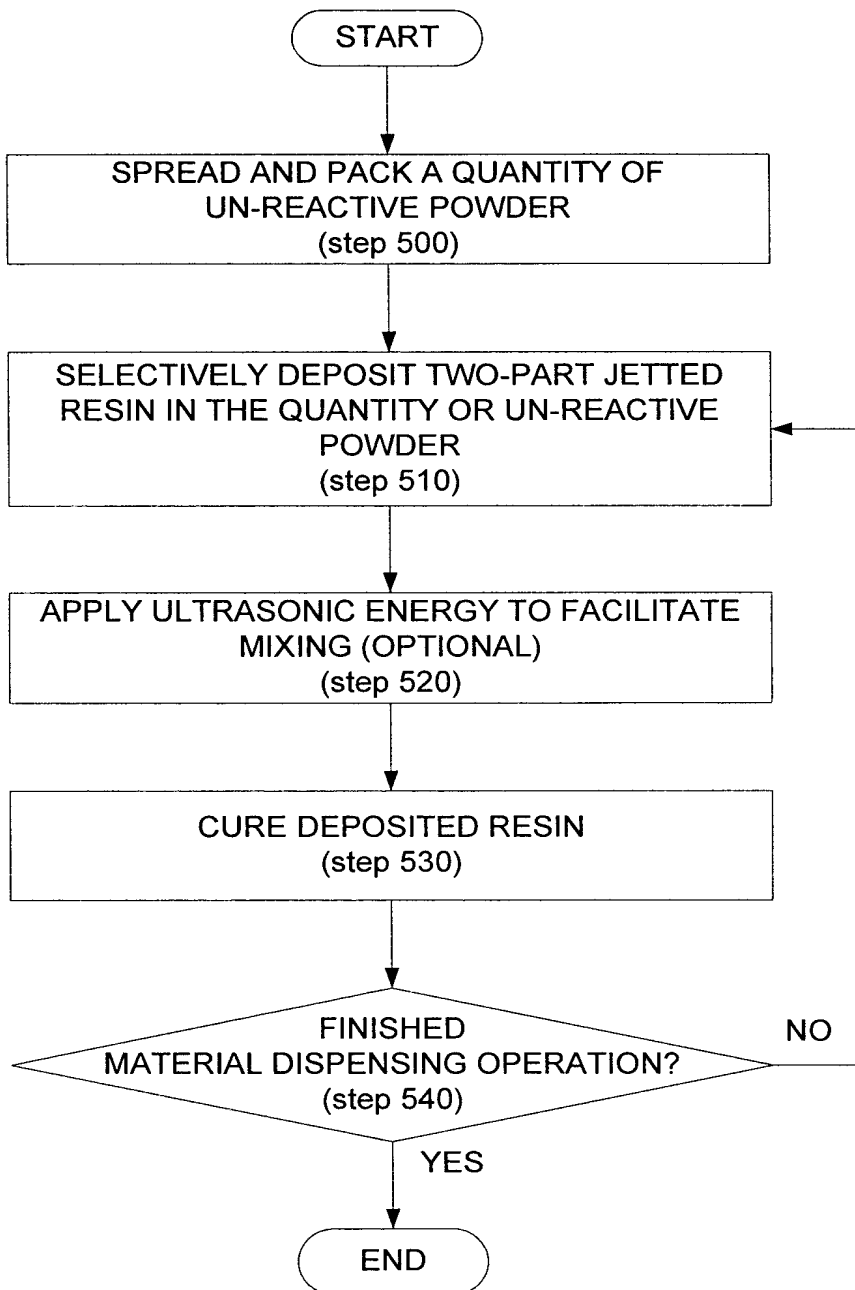 START
SPREAD AND PACK A QUANTITY OF
UN-REACTIVE POWDER
(step 500)
SELECTIVELY DEPOSIT TWO-PART JETTED
RESIN IN THE QUANTITY OR UN-REACTIVE
POWDER
(step 510)
APPLY ULTRASONIC ENERGY TO FACILITATE
MIXING (OPTIONAL)
(step 520)
CURE DEPOSITED RESIN
(step 530)
FINISHED
MATERIAL DISPENSING OPERATION?
(step 540)
NO
YES
END